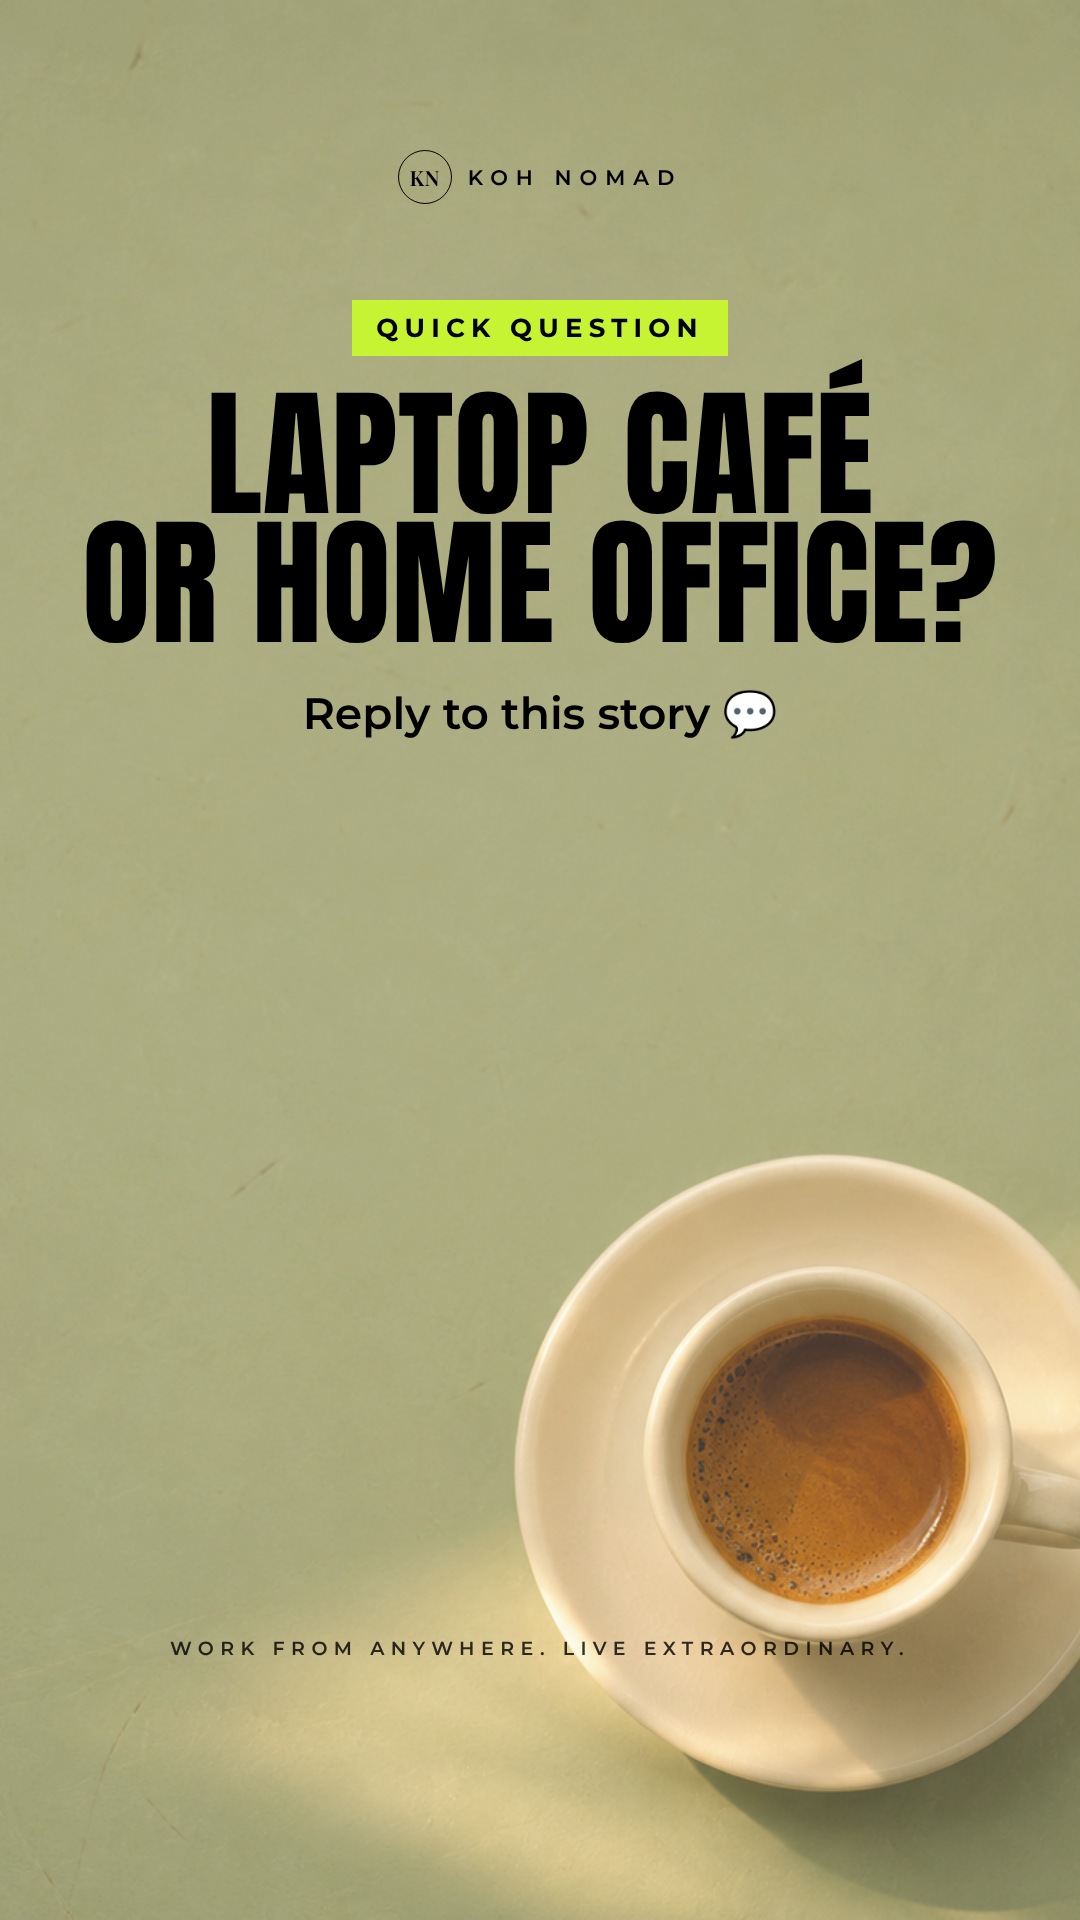 KN KOH NOMAD
QUICK QUESTION
LAPTOP CAFÉ
OR HOME OFFICE?
Reply to this story 💬
WORK FROM ANYWHERE. LIVE EXTRAORDINARY.